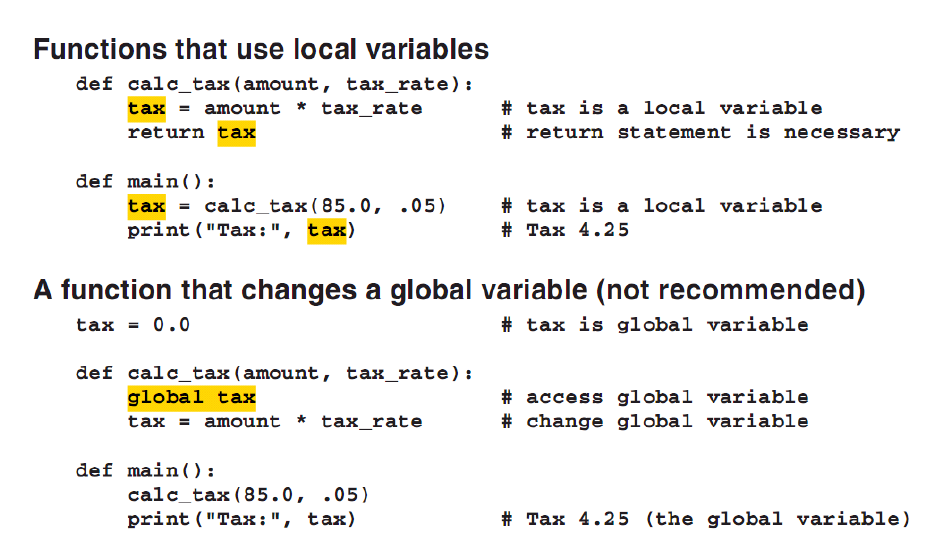 Functions that use local variables
def calc_tax(amount, tax_rate):
tax = amount * tax_rate # tax is a local variable
return tax # return statement is necessary
def main():
tax = calc_tax(85.0, .05) # tax is a local variable
print("Tax:", tax) # Tax 4.25
A function that changes a global variable (not recommended)
tax = 0.0 # tax is global variable
def calc_tax(amount, tax_rate):
global tax # access global variable
tax = amount * tax_rate # change global variable
def main():
calc_tax(85.0, .05)
print("Tax:", tax) # Tax 4.25 (the global variable)